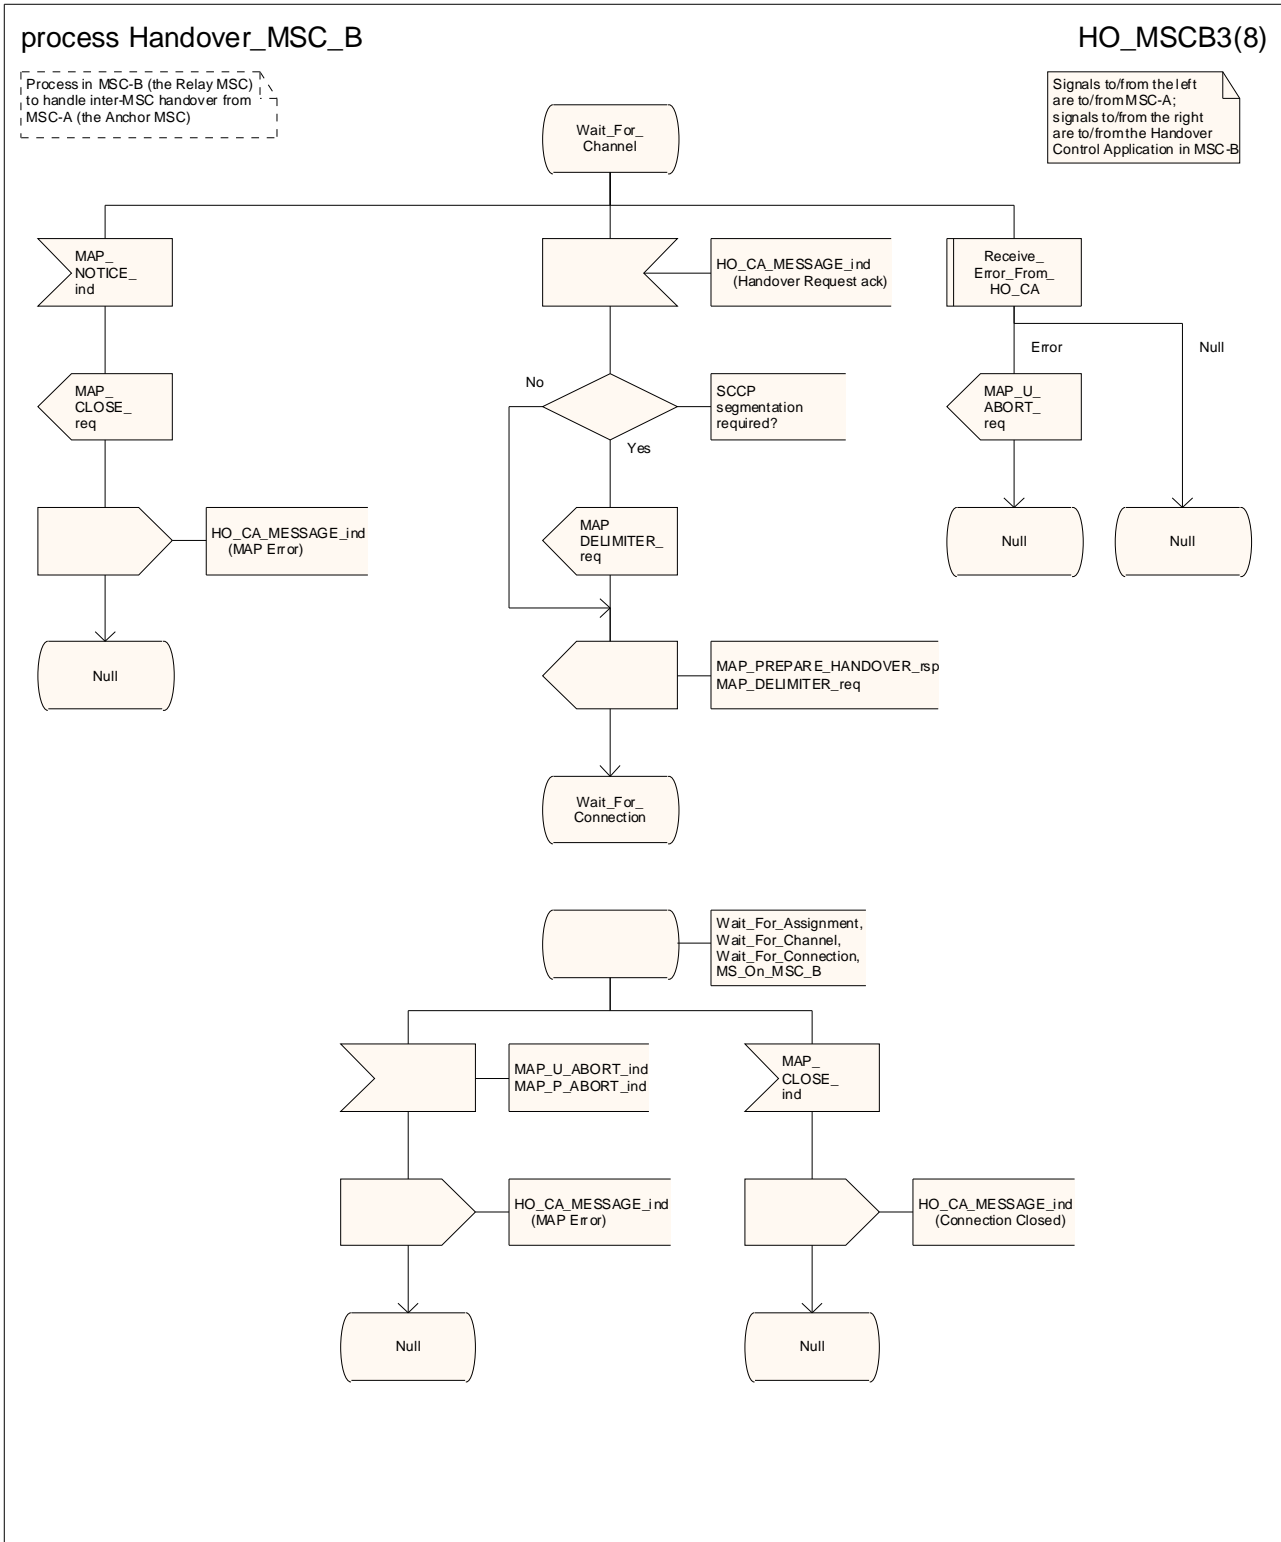 process Handover_MSC_B
HO_MSCB3(8)
Process in MSC-B (the Relay MSC)
to handle inter-MSC handover from
MSC-A (the Anchor MSC)
Signals to/from the left
are to/from MSC-A;
signals to/from the right
are to/from the Handover
Control Application in MSC-B
Wait_For_
Channel
MAP_
NOTICE_
ind
HO_CA_MESSAGE_ind
(Handover Request ack)
Receive_
Error_From_
HO_CA
Error
Null
No
MAP_
CLOSE_
req
SCCP
segmentation
required?
MAP_U_
ABORT_
req
Yes
HO_CA_MESSAGE_ind
(MAP Error)
MAP
DELIMITER_
req
Null
Null
Null
MAP_PREPARE_HANDOVER_rsp
MAP_DELIMITER_req
Wait_For_
Connection
Wait_For_Assignment,
Wait_For_Channel,
Wait_For_Connection,
MS_On_MSC_B
MAP_U_ABORT_ind
MAP_P_ABORT_ind
MAP_
CLOSE_
ind
HO_CA_MESSAGE_ind
(MAP Error)
HO_CA_MESSAGE_ind
(Connection Closed)
Null
Null